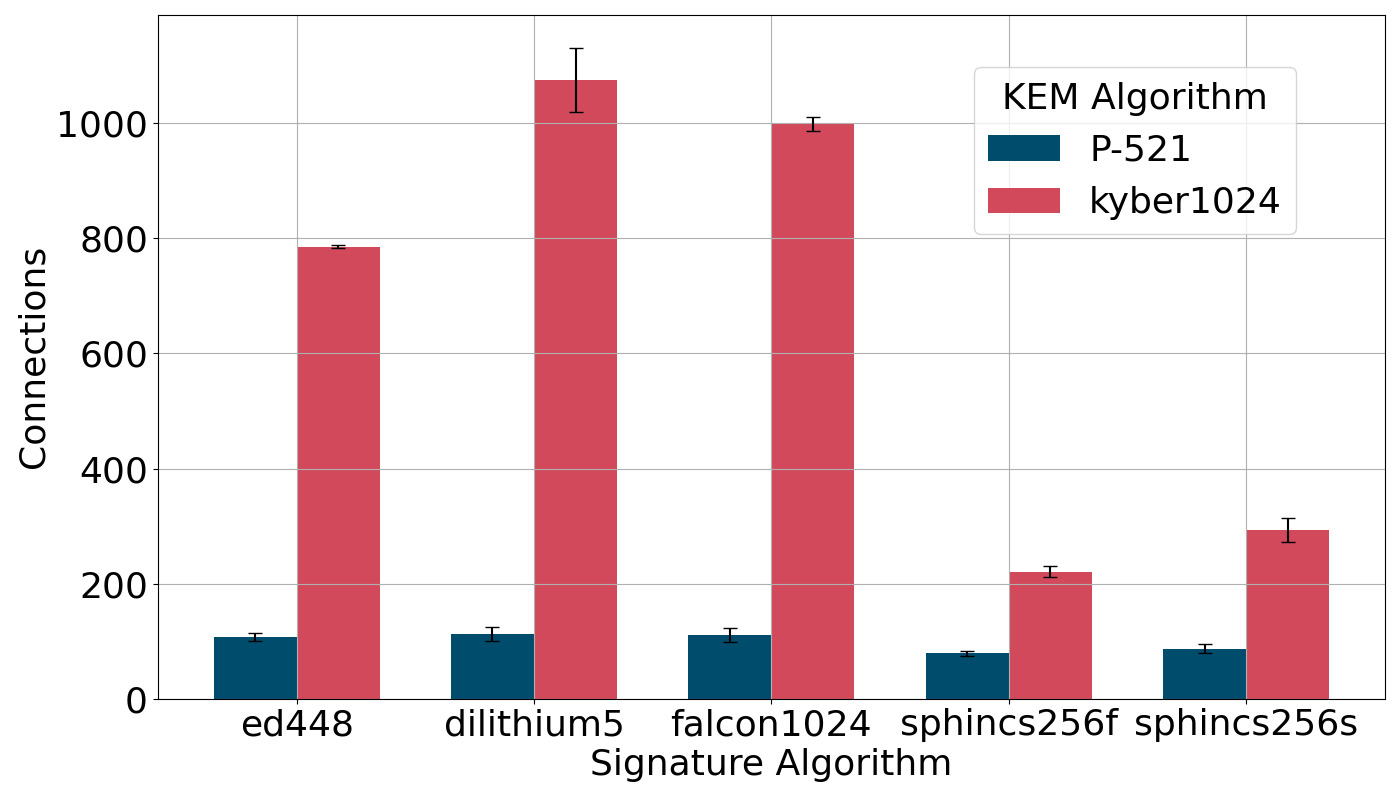 KEM Algorithm
P-521
kyber1024
Connections
1000
800
600
400
200
0
ed448 dilithium5 falcon1024 sphincs256f sphincs256s
Signature Algorithm